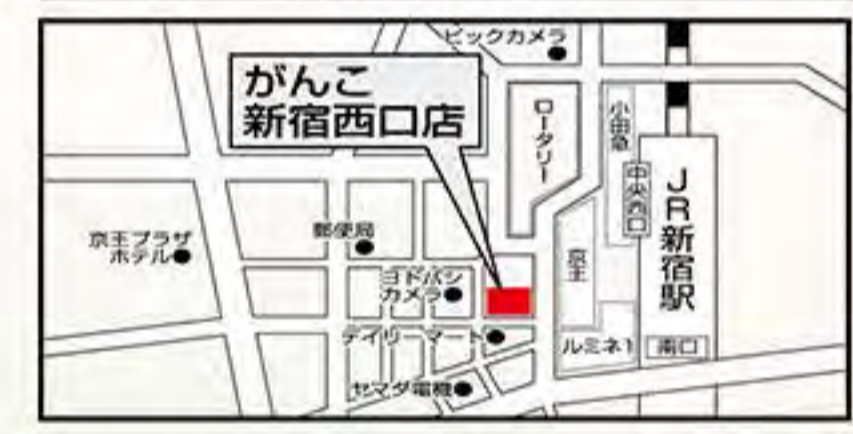 ビックカメラ
がんこ
新宿西口店
ロータリー
小田急
中央西口
JR新宿駅
京王プラザ
ホテル
郵便局
京王
ヨドバシ
カメラ
デイリーマート
ルミネ1
南口
ヤマダ電機